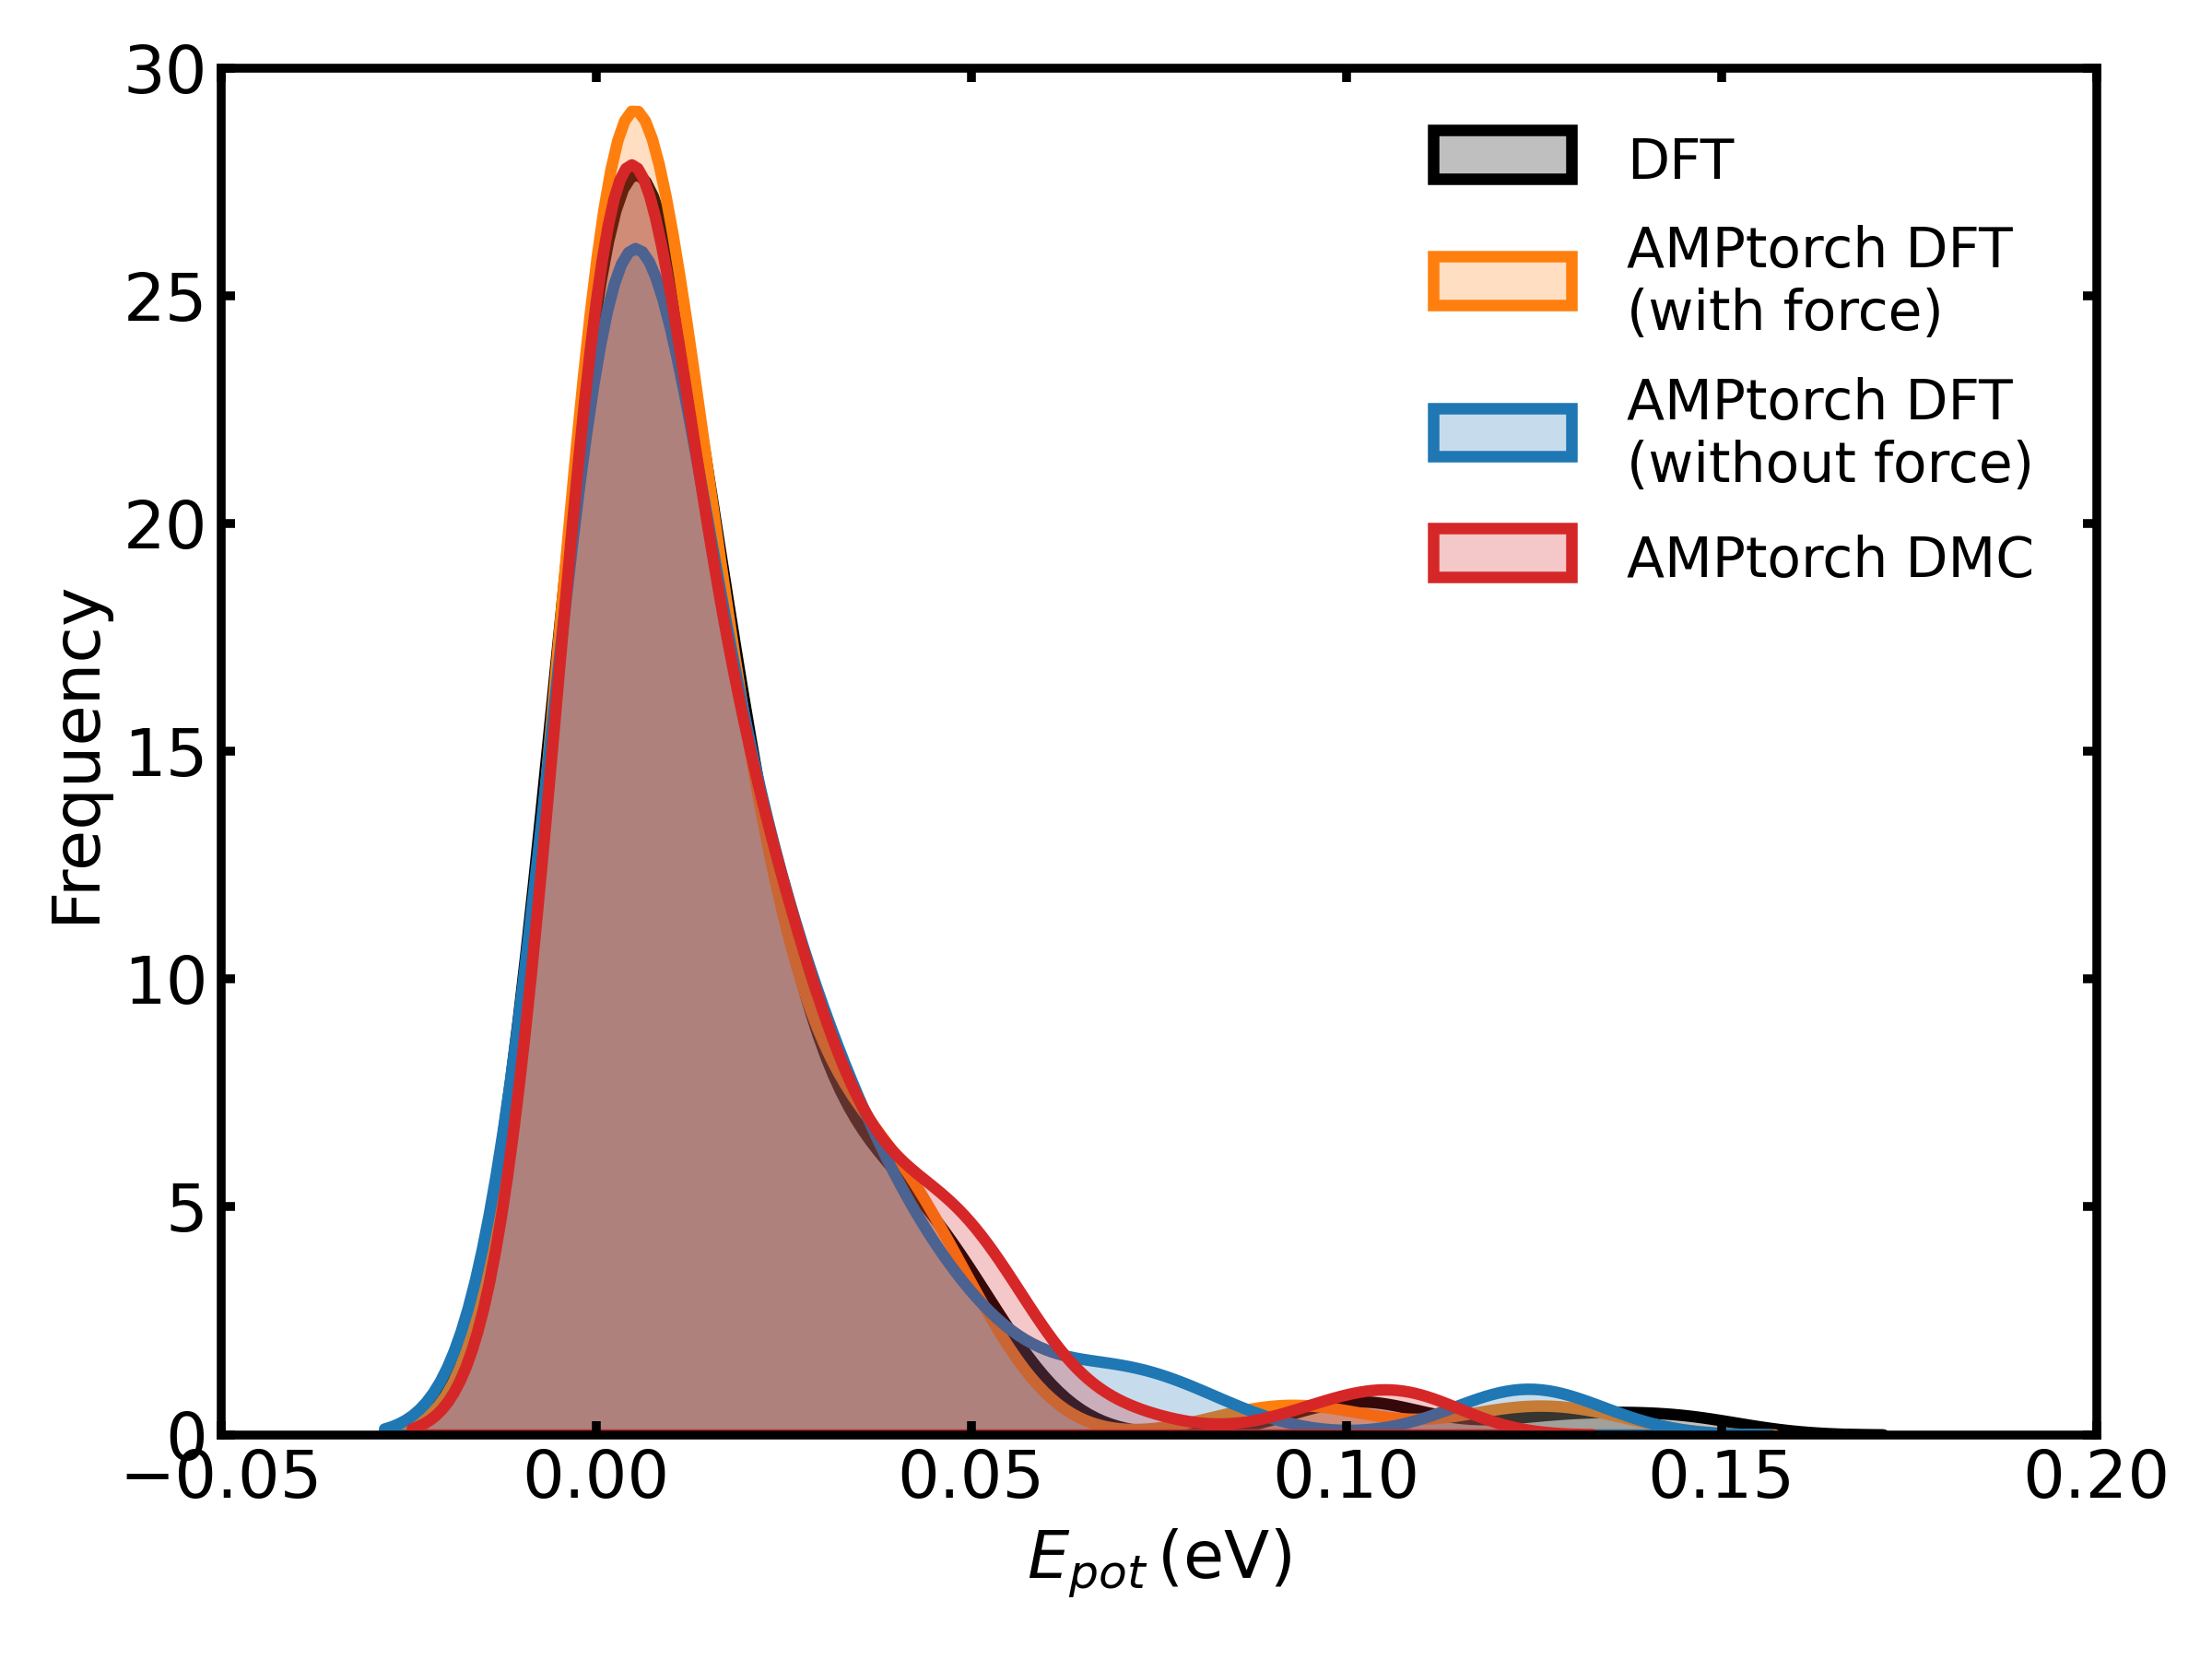 30
25
20
15
10
5
0
Frequency
DFT
AMPtorch DFT
(with force)
AMPtorch DFT
(without force)
AMPtorch DMC
−0.05 0.00 0.05 0.10 0.15 0.20
Epot (eV)